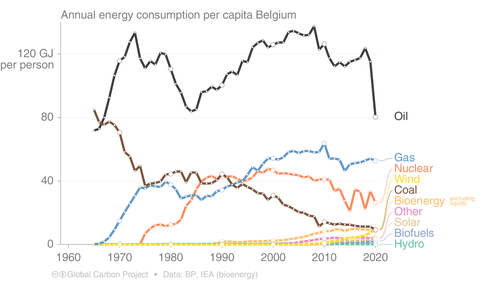 Annual energy consumption per capita Belgium
120 GJ
per person
80
40
0
1960
1970
1980
1990
2000
2010
2020
Oil
Gas
Nuclear
Wind
Coal
Bioenergy excluding liquids
Other
Solar
Biofuels
Hydro
Global Carbon Project • Data: BP, IEA (bioenergy)